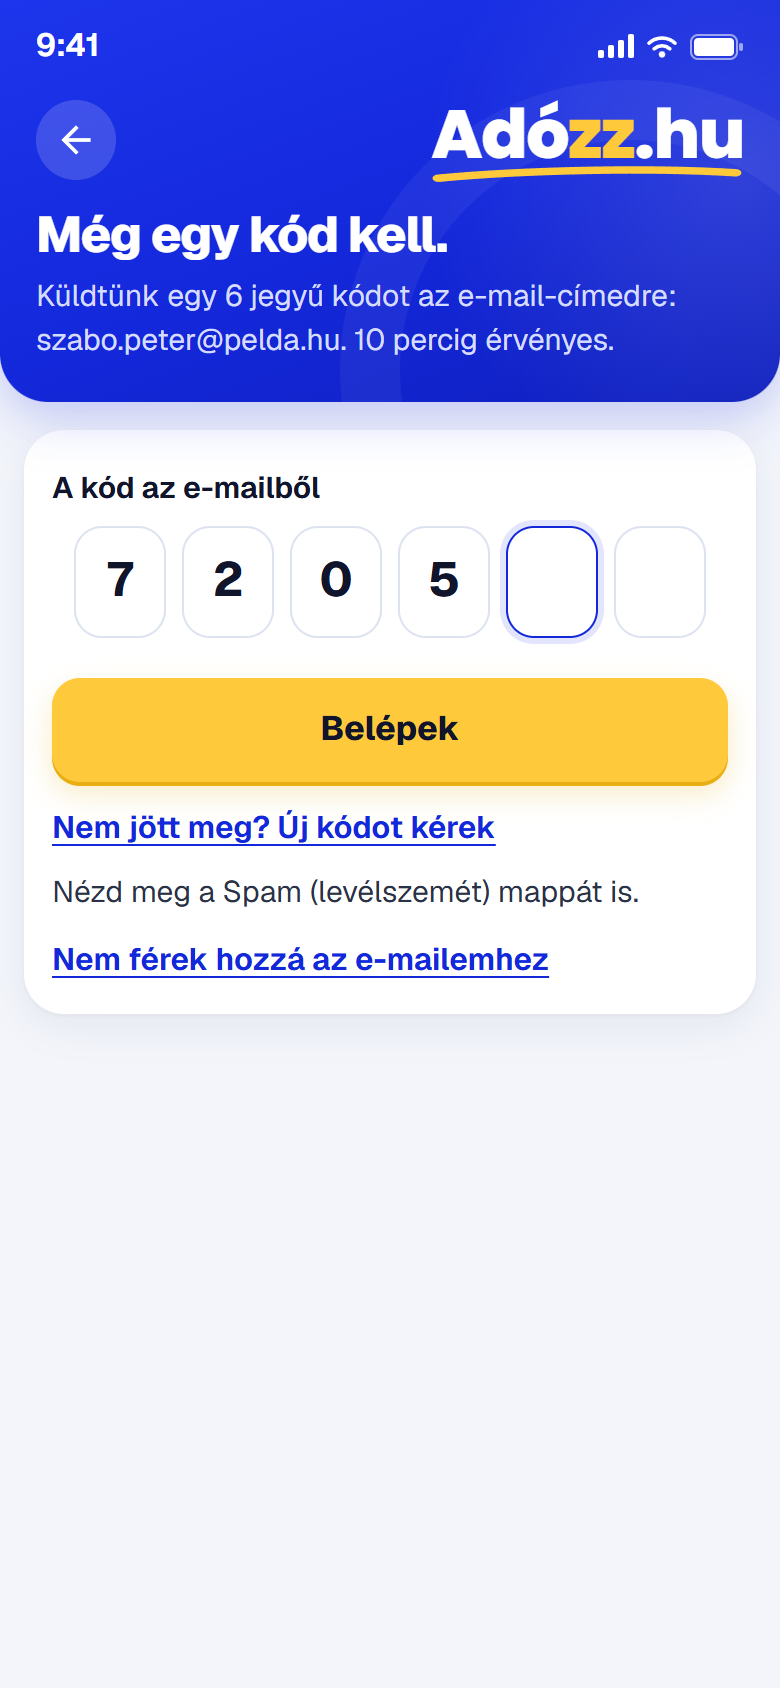 9:41
Adózz.hu
Még egy kód kell.
Küldtünk egy 6 jegyű kódot az e-mail-címedre:
szabo.peter@pelda.hu. 10 percig érvényes.
A kód az e-mailből
7 2 0 5
Belépek
Nem jött meg? Új kódot kérek
Nézd meg a Spam (levélszemét) mappát is.
Nem férek hozzá az e-mailemhez